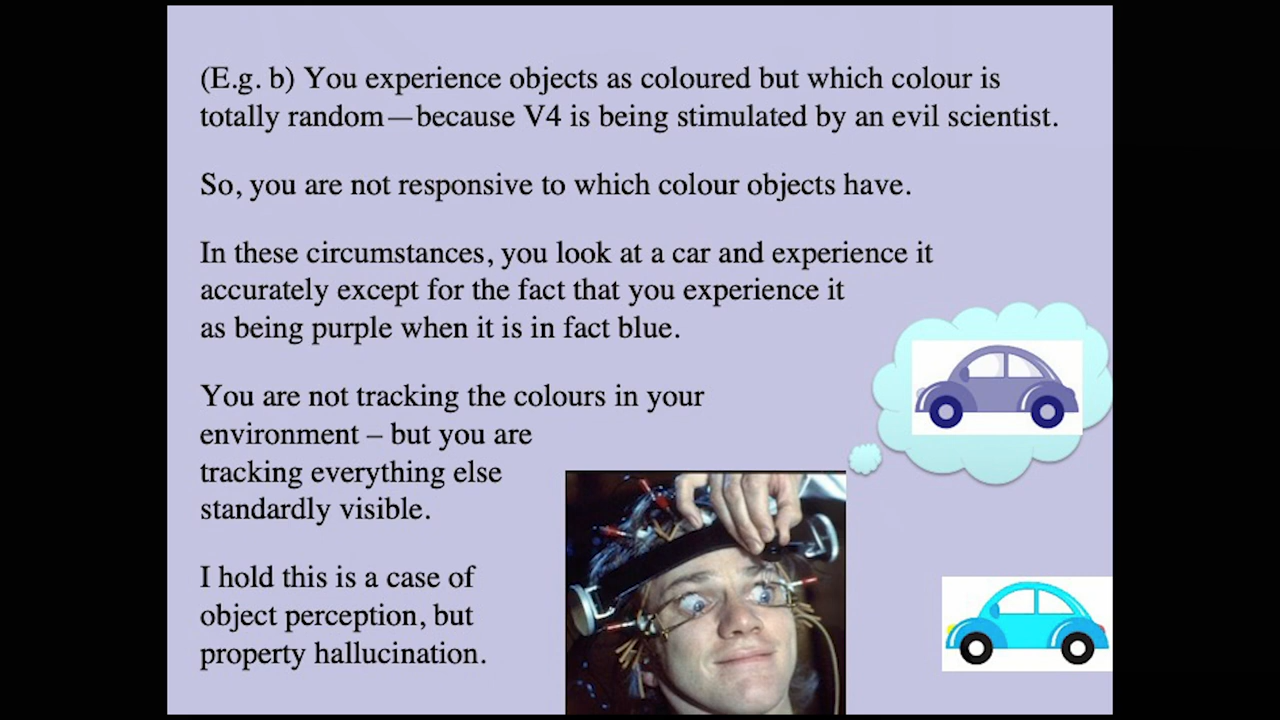 (E.g. b) You experience objects as coloured but which colour is
totally random—because V4 is being stimulated by an evil scientist.
So, you are not responsive to which colour objects have.
In these circumstances, you look at a car and experience it
accurately except for the fact that you experience it
as being purple when it is in fact blue.
You are not tracking the colours in your
environment – but you are
tracking everything else
standardly visible.
I hold this is a case of
object perception, but
property hallucination.